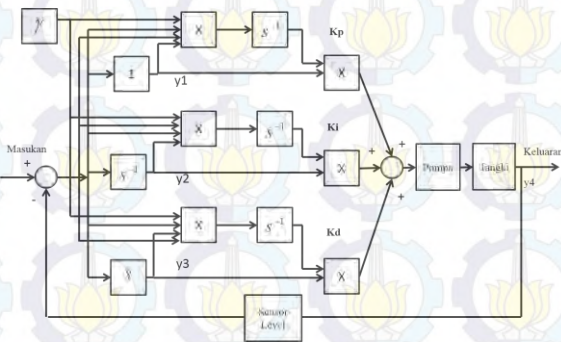 γ
X
s⁻¹
Kp
1
y1
X
Masukan
+
-
X
s⁻¹
Ki
s⁻¹
y2
X
+
+
+
Pompa
Tangki
Keluaran
y4
X
s⁻¹
Kd
s
y3
X
Sensor
Level